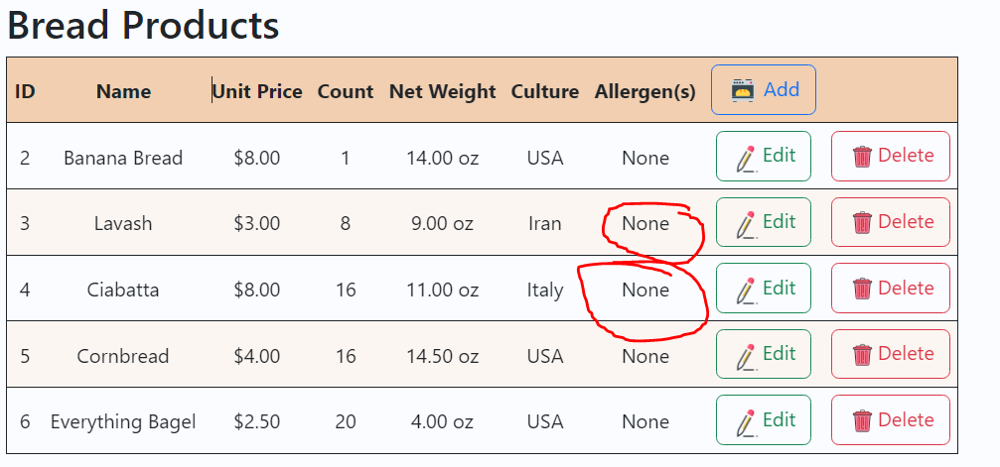 Bread Products
ID Name Unit Price Count Net Weight Culture Allergen(s) Add
2 Banana Bread $8.00 1 14.00 oz USA None Edit Delete
3 Lavash $3.00 8 9.00 oz Iran None Edit Delete
4 Ciabatta $8.00 16 11.00 oz Italy None Edit Delete
5 Cornbread $4.00 16 14.50 oz USA None Edit Delete
6 Everything Bagel $2.50 20 4.00 oz USA None Edit Delete